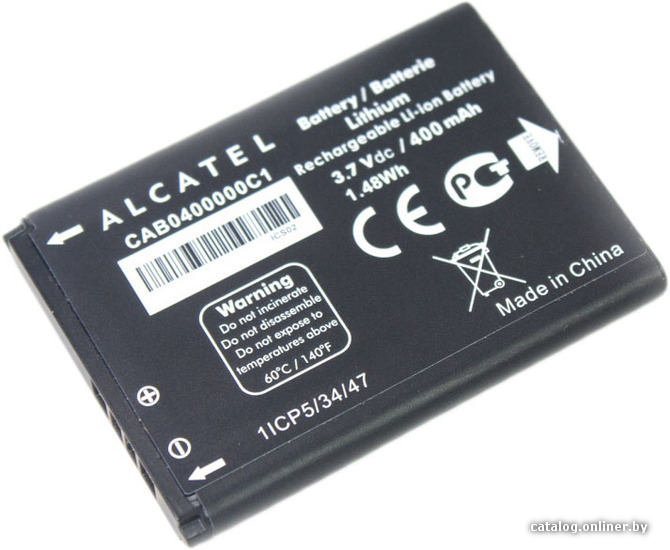 ALCATEL
CAB0400000C1
ICS02
Battery / Batterie
Lithium
Rechargeable Li-ion Battery
3.7 Vdc / 400 mAh
1.48Wh
REMOVE
CE
Made in China
Warning
Do not incinerate
Do not disassemble
Do not expose to
temperatures above
60°C / 140°F
1ICP5/34/47
catalog.onliner.by